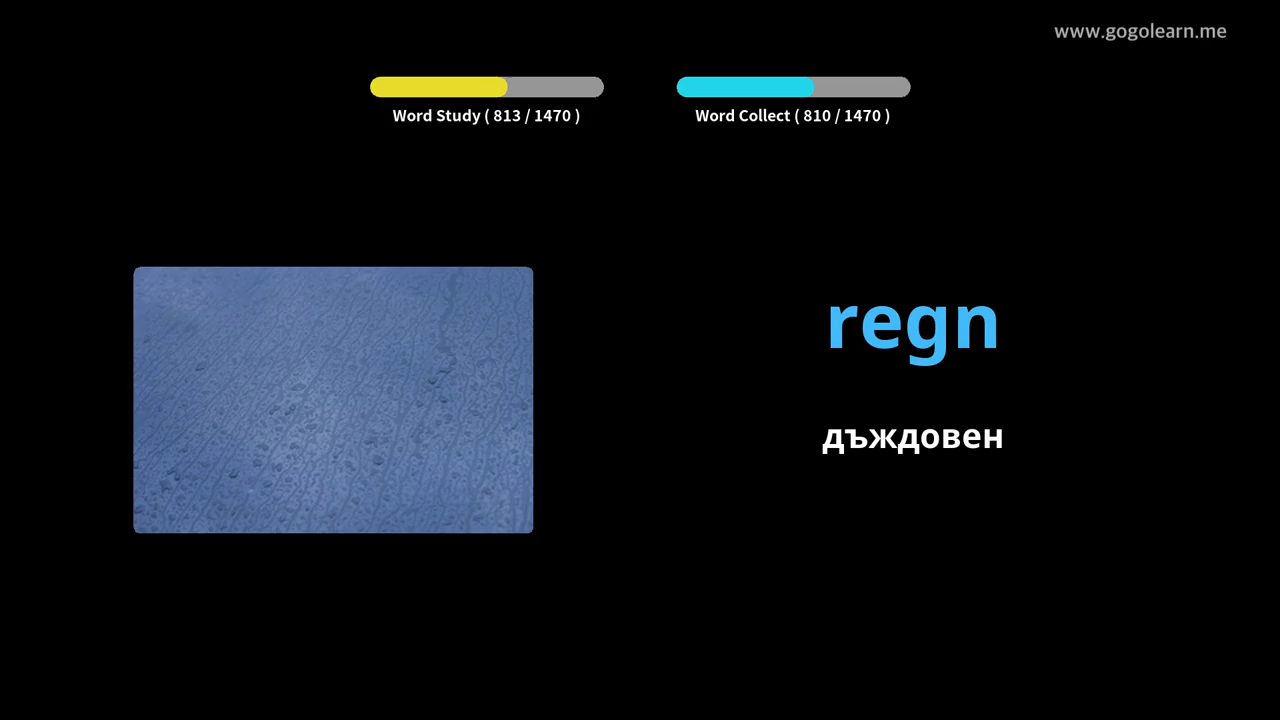 www.gogolearn.me
Word Study ( 813 / 1470 )
Word Collect ( 810 / 1470 )
regn
дъждовен